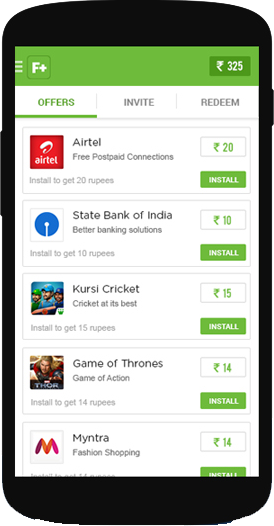 F+
₹ 325
OFFERS
INVITE
REDEEM
airtel
Airtel
Free Postpaid Connections
₹ 20
Install to get 20 rupees
INSTALL
State Bank of India
Better banking solutions
₹ 10
Install to get 10 rupees
INSTALL
Kursi Cricket
Cricket at its best
₹ 15
Install to get 15 rupees
INSTALL
THOR
Game of Thrones
Game of Action
₹ 14
Install to get 14 rupees
INSTALL
Myntra
Fashion Shopping
₹ 14
Install to get 14 rupees
INSTALL